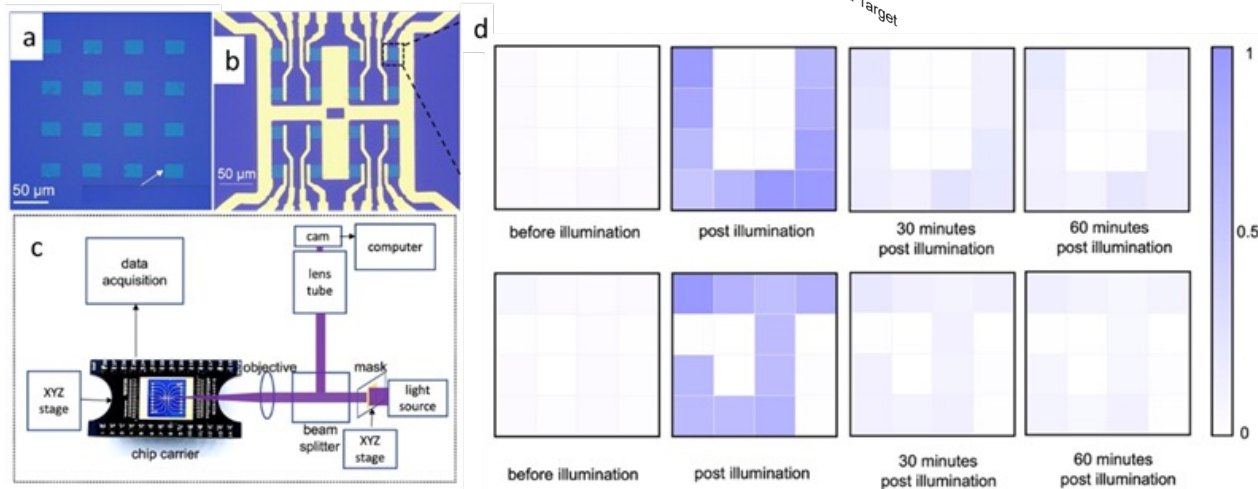 Target
a
50 μm
b
50 μm
c
data
acquisition
cam
computer
lens
tube
objective
mask
XYZ
stage
light
source
beam
splitter
XYZ
stage
chip carrier
d
before illumination
post illumination
30 minutes
post illumination
60 minutes
post illumination
before illumination
post illumination
30 minutes
post illumination
60 minutes
post illumination
1
0.5
0